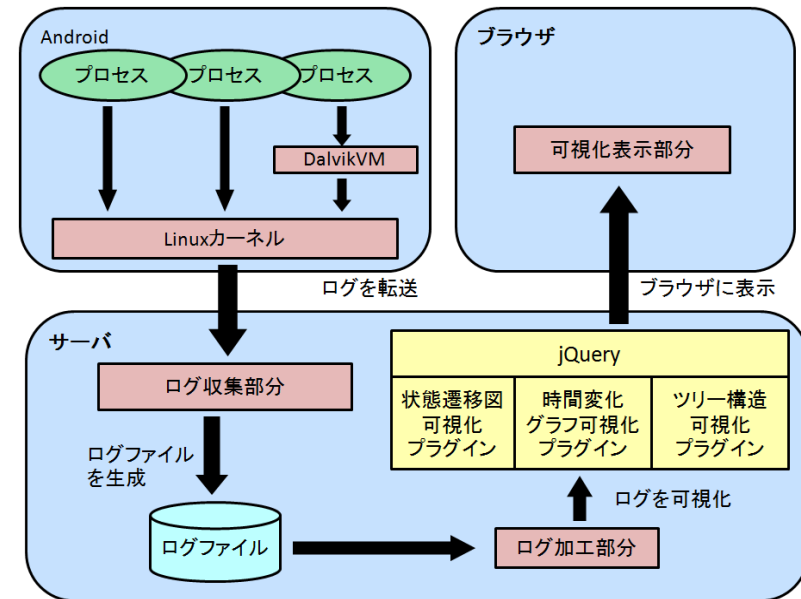 Android
プロセス
プロセス
プロセス
DalvikVM
Linuxカーネル
ブラウザ
可視化表示部分
ログを転送
ブラウザに表示
サーバ
ログ収集部分
ログファイル
を生成
ログファイル
jQuery
状態遷移図
可視化
プラグイン
時間変化
グラフ可視化
プラグイン
ツリー構造
可視化
プラグイン
ログを可視化
ログ加工部分